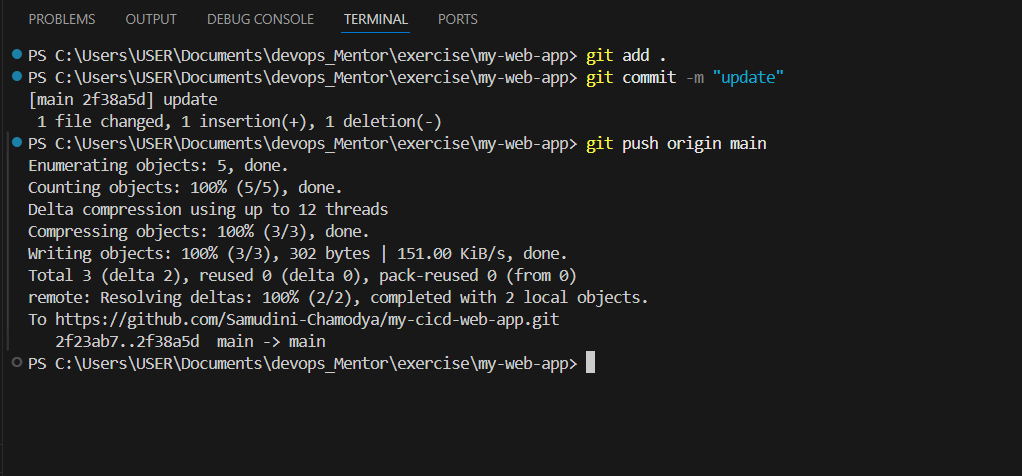 PROBLEMS OUTPUT DEBUG CONSOLE TERMINAL PORTS
PS C:\Users\USER\Documents\devops_Mentor\exercise\my-web-app> git add .
PS C:\Users\USER\Documents\devops_Mentor\exercise\my-web-app> git commit -m "update"
[main 2f38a5d] update
 1 file changed, 1 insertion(+), 1 deletion(-)
PS C:\Users\USER\Documents\devops_Mentor\exercise\my-web-app> git push origin main
Enumerating objects: 5, done.
Counting objects: 100% (5/5), done.
Delta compression using up to 12 threads
Compressing objects: 100% (3/3), done.
Writing objects: 100% (3/3), 302 bytes | 151.00 KiB/s, done.
Total 3 (delta 2), reused 0 (delta 0), pack-reused 0 (from 0)
remote: Resolving deltas: 100% (2/2), completed with 2 local objects.
To https://github.com/Samudini-Chamodya/my-cicd-web-app.git
   2f23ab7..2f38a5d  main -> main
PS C:\Users\USER\Documents\devops_Mentor\exercise\my-web-app>